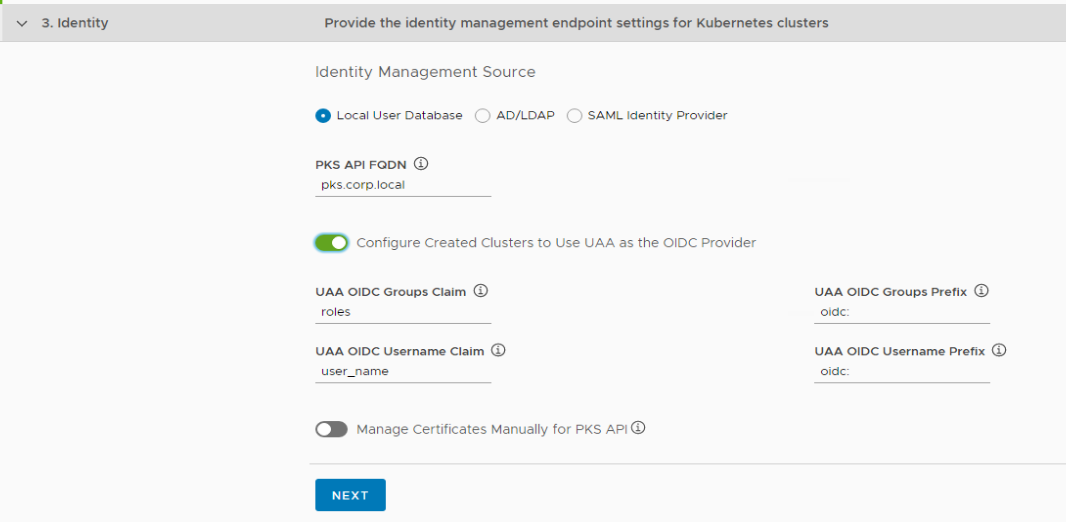 3. Identity Provide the identity management endpoint settings for Kubernetes clusters
Identity Management Source
Local User Database AD/LDAP SAML Identity Provider
PKS API FQDN
pks.corp.local
Configure Created Clusters to Use UAA as the OIDC Provider
UAA OIDC Groups Claim UAA OIDC Groups Prefix
roles oidc:
UAA OIDC Username Claim UAA OIDC Username Prefix
user_name oidc:
Manage Certificates Manually for PKS API
NEXT